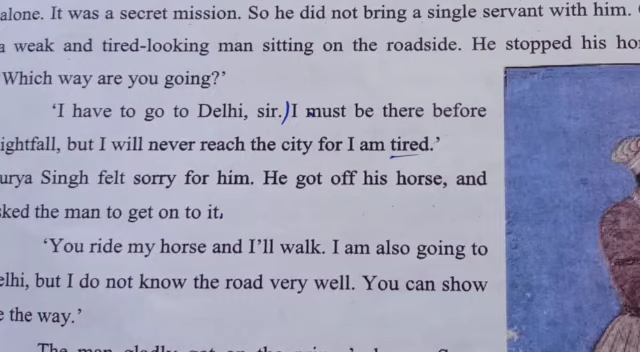 alone. It was a secret mission. So he did not bring a single servant with him.
a weak and tired-looking man sitting on the roadside. He stopped his
Which way are you going?’
‘I have to go to Delhi, sir. I must be there before
ightfall, but I will never reach the city for I am tired.’
urya Singh felt sorry for him. He got off his horse, and
ked the man to get on to it.
‘You ride my horse and I’ll walk. I am also going to
elhi, but I do not know the road very well. You can show
e the way.’
The man gladly got on the